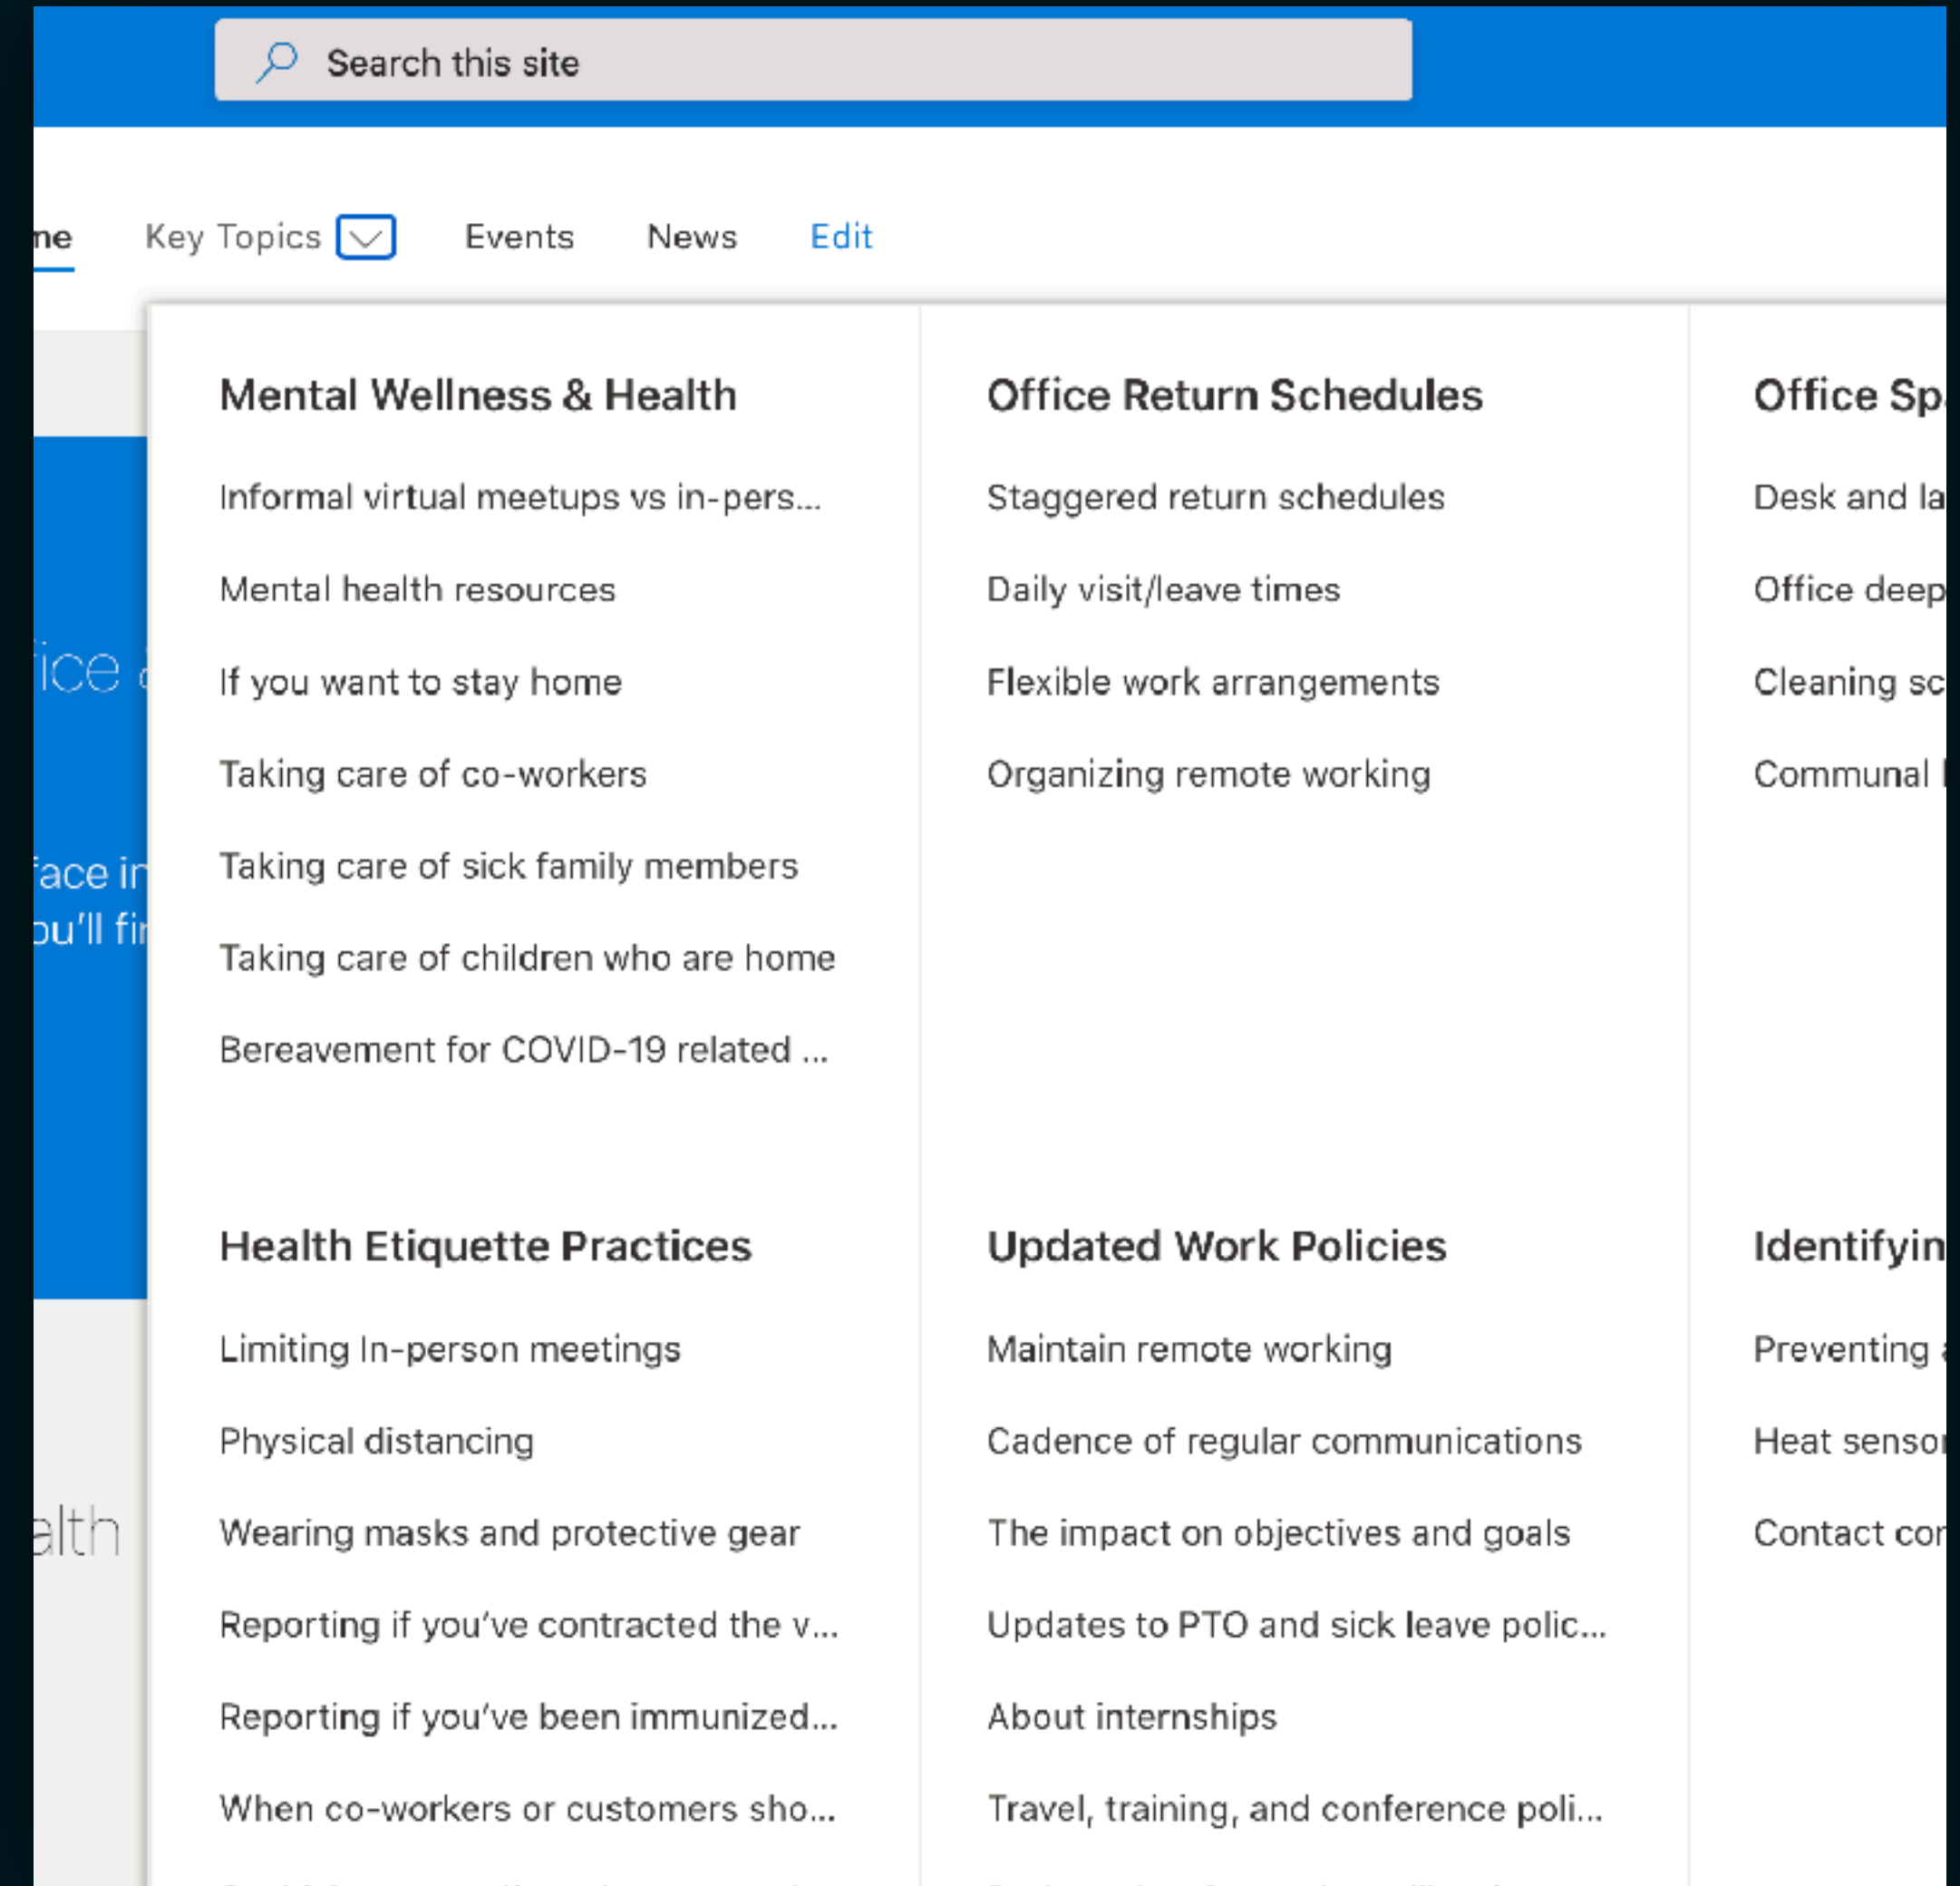 Search this site
Key Topics
Events
News
Edit
Mental Wellness & Health
Informal virtual meetups vs in-pers...
Mental health resources
If you want to stay home
Taking care of co-workers
Taking care of sick family members
Taking care of children who are home
Bereavement for COVID-19 related ...
Office Return Schedules
Staggered return schedules
Daily visit/leave times
Flexible work arrangements
Organizing remote working
Office
Desk and
Office deep
Cleaning
Communal
Health Etiquette Practices
Limiting In-person meetings
Physical distancing
Wearing masks and protective gear
Reporting if you've contracted the v...
Reporting if you've been immunized...
When co-workers or customers sho...
Updated Work Policies
Maintain remote working
Cadence of regular communications
The impact on objectives and goals
Updates to PTO and sick leave polic...
About internships
Travel, training, and conference poli...
Preventing
Heat
Contact